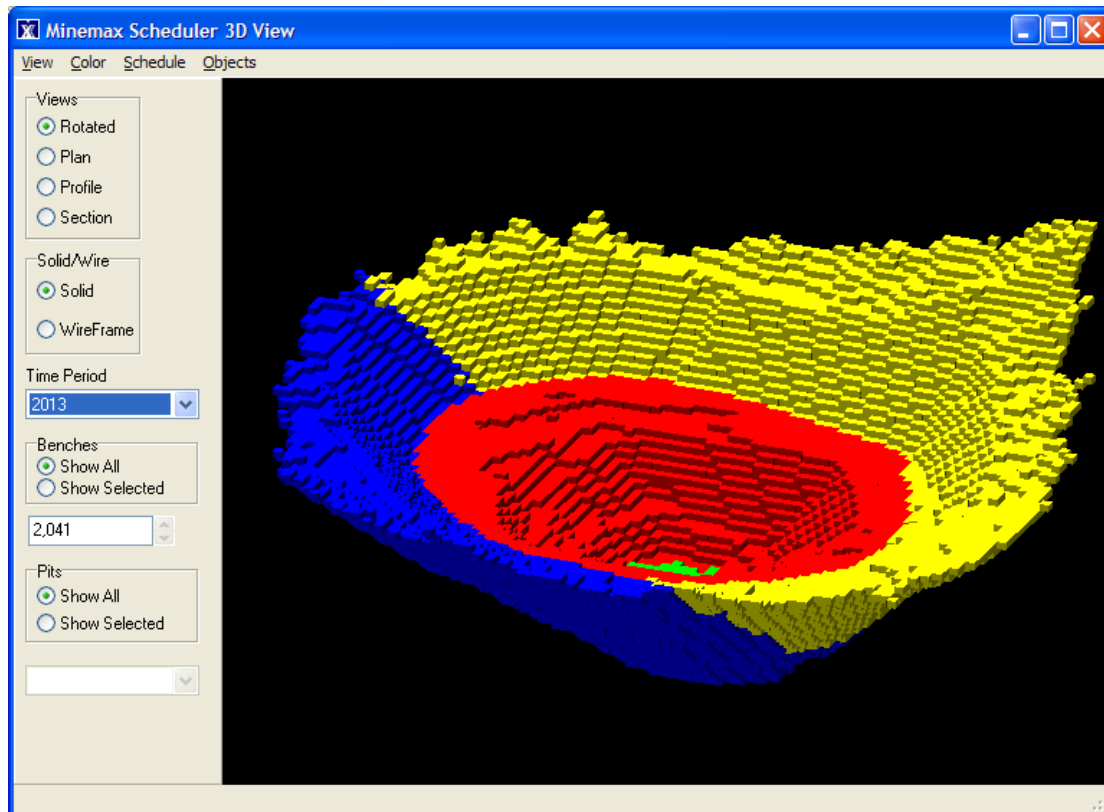 Minemax Scheduler 3D View
View Color Schedule Objects
Views
Rotated
Plan
Profile
Section
Solid/Wire
Solid
WireFrame
Time Period
2013
Benches
Show All
Show Selected
2,041
Pits
Show All
Show Selected